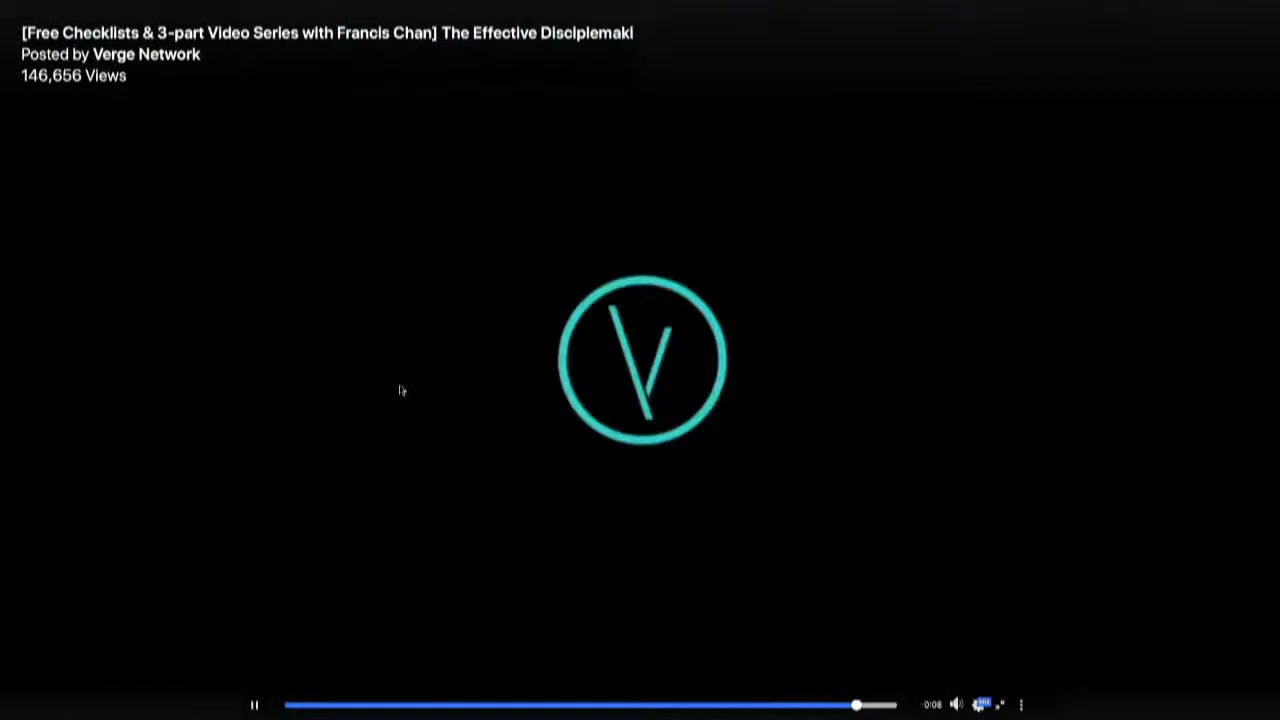 [Free Checklists & 3-part Video Series with Francis Chan] The Effective Disciplemaki
Posted by Verge Network
146,656 Views
V
-0:08